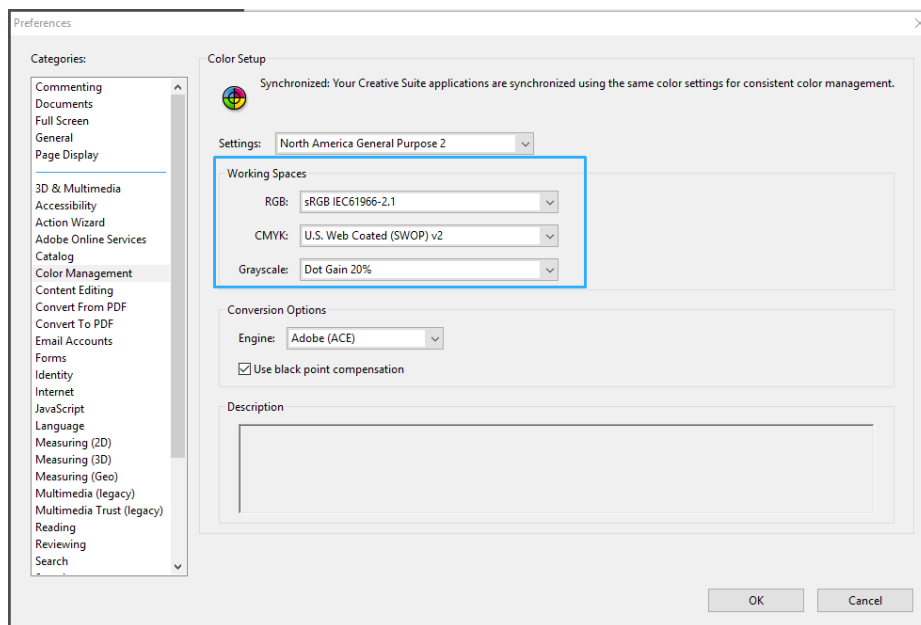 Preferences
Categories:
Commenting
Documents
Full Screen
General
Page Display
3D & Multimedia
Accessibility
Action Wizard
Adobe Online Services
Catalog
Color Management
Content Editing
Convert From PDF
Convert To PDF
Email Accounts
Forms
Identity
Internet
JavaScript
Language
Measuring (2D)
Measuring (3D)
Measuring (Geo)
Multimedia (legacy)
Multimedia Trust (legacy)
Reading
Reviewing
Search
Color Setup
Synchronized: Your Creative Suite applications are synchronized using the same color settings for consistent color management.
Settings: North America General Purpose 2
Working Spaces
RGB: sRGB IEC61966-2.1
CMYK: U.S. Web Coated (SWOP) v2
Grayscale: Dot Gain 20%
Conversion Options
Engine: Adobe (ACE)
Use black point compensation
Description
OK Cancel